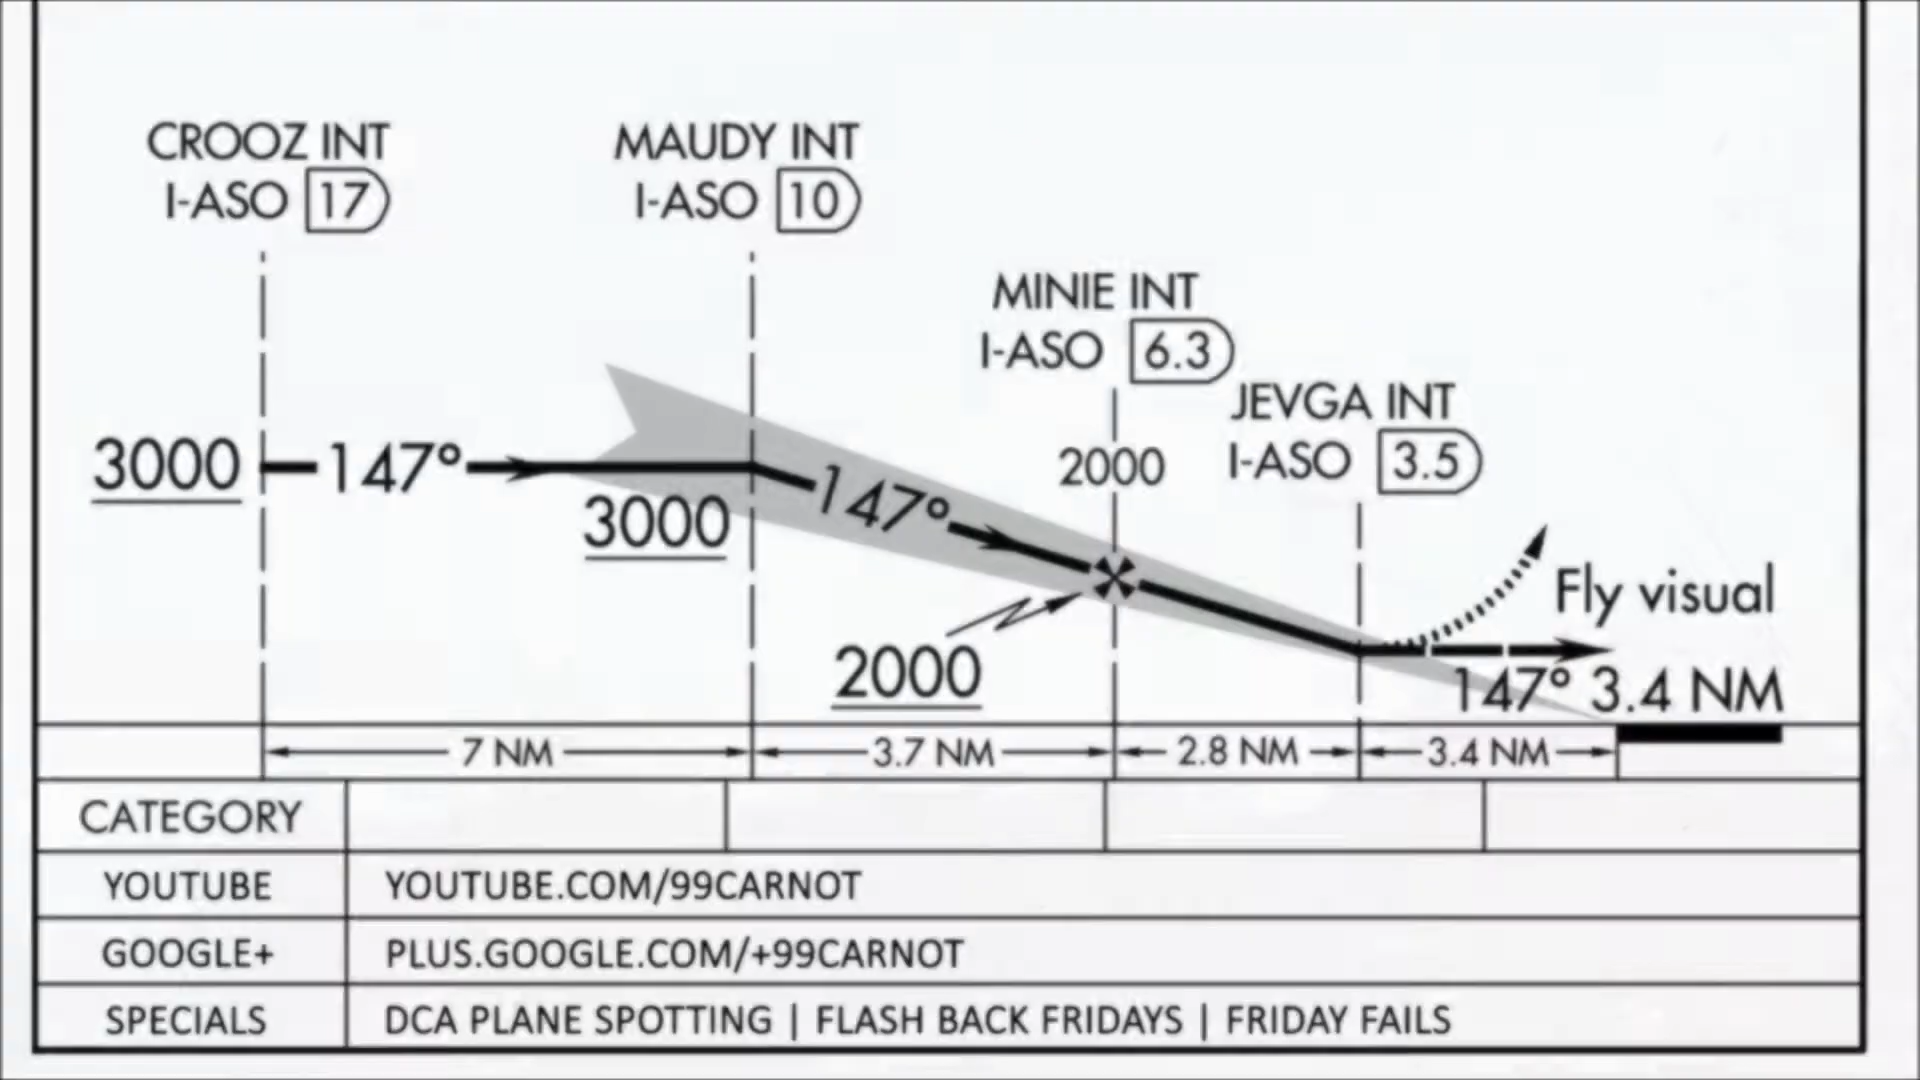 CROOZ INT
I-ASO 17
MAUDY INT
I-ASO 10
MINIE INT
I-ASO 6.3
JEVGA INT
I-ASO 3.5
3000
147°
3000
147°
2000
2000
Fly visual
147° 3.4 NM
7 NM
3.7 NM
2.8 NM
3.4 NM
CATEGORY
YOUTUBE YOUTUBE.COM/99CARNOT
GOOGLE+ PLUS.GOOGLE.COM/+99CARNOT
SPECIALS DCA PLANE SPOTTING | FLASH BACK FRIDAYS | FRIDAY FAILS